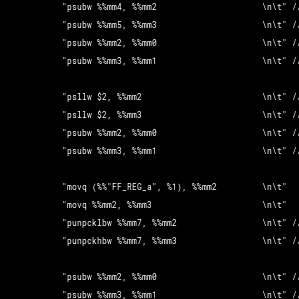 "psubw %%mm4, %%mm2 \n\t" /
"psubw %%mm5, %%mm3 \n\t" /
"psubw %%mm2, %%mm0 \n\t" /
"psubw %%mm3, %%mm1 \n\t" /
"psllw $2, %%mm2 \n\t" /
"psllw $2, %%mm3 \n\t" /
"psubw %%mm2, %%mm0 \n\t" /
"psubw %%mm3, %%mm1 \n\t" /
"movq (%%"FF_REG_a", %1), %%mm2 \n\t"
"movq %%mm2, %%mm3 \n\t" /
"punpcklbw %%mm7, %%mm2 \n\t" /
"punpckhbw %%mm7, %%mm3 \n\t" /
"psubw %%mm2, %%mm0 \n\t" /
"psubw %%mm3, %%mm1 \n\t" /